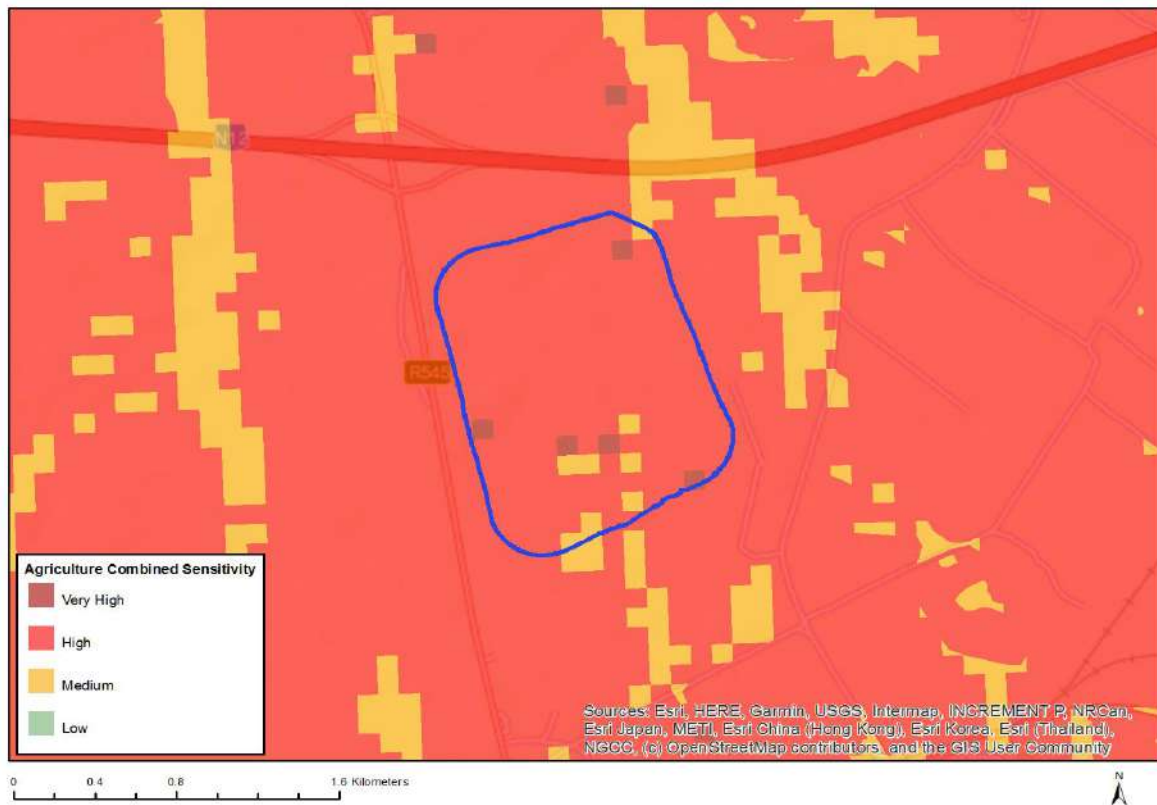 N12
R545
Agriculture Combined Sensitivity
Very High
High
Medium
Low
Sources: Esri, HERE, Garmin, USGS, Intermap, INCREMENT P, NRCan,
Esri Japan, METI, Esri China (Hong Kong), Esri Korea, Esri (Thailand),
NGCC, (c) OpenStreetMap contributors, and the GIS User Community
0 0.4 0.8 1.6 Kilometers
N